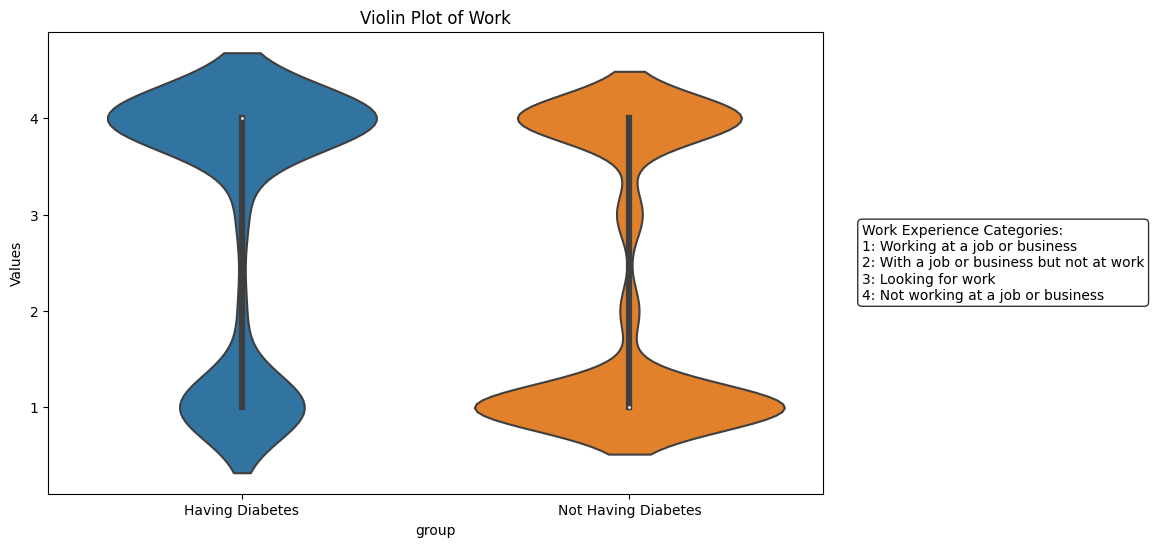 Violin Plot of Work
Values
4
3
2
1
Having Diabetes
Not Having Diabetes
group
Work Experience Categories:
1: Working at a job or business
2: With a job or business but not at work
3: Looking for work
4: Not working at a job or business